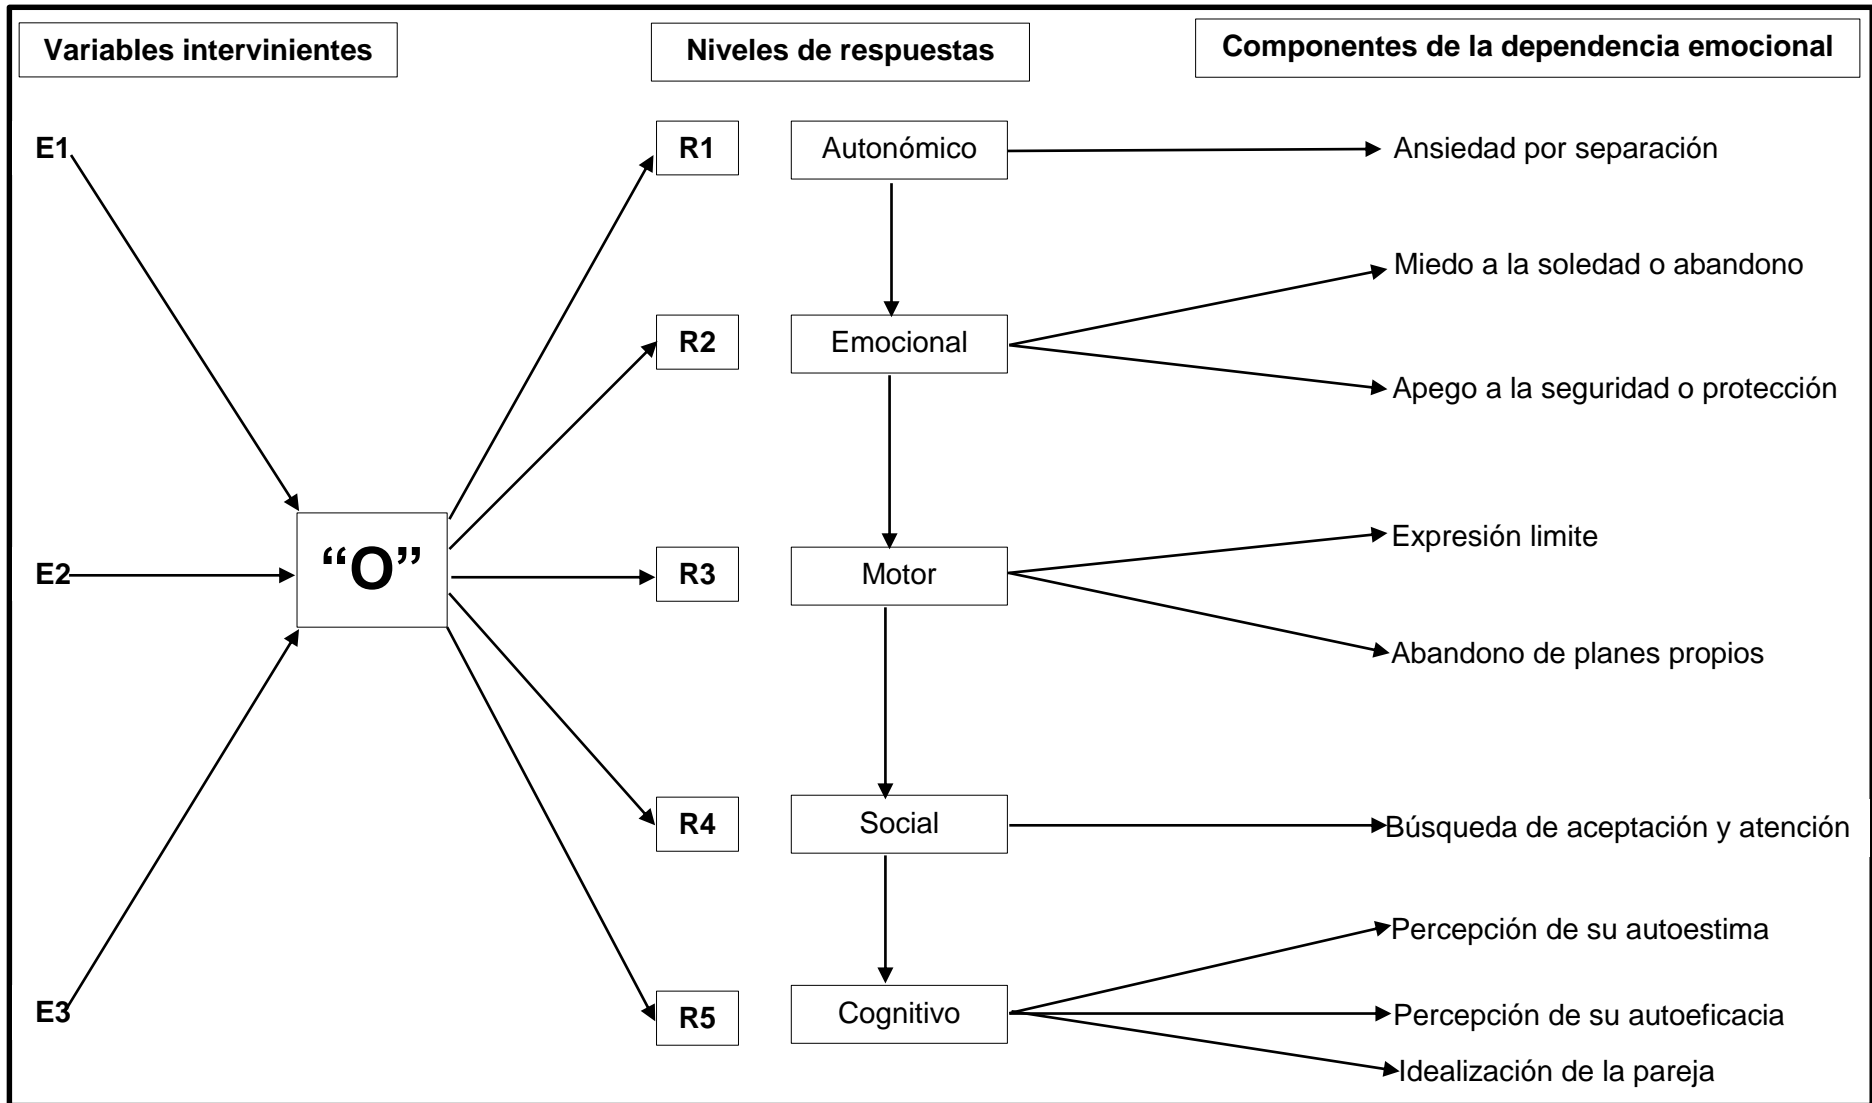 Variables intervinientes
Niveles de respuestas
Componentes de la dependencia emocional
E1
R1
Autonómico
Ansiedad por separación
Miedo a la soledad o abandono
R2
Emocional
Apego a la seguridad o protección
Expresión limite
E2
“O”
R3
Motor
Abandono de planes propios
R4
Social
Búsqueda de aceptación y atención
Percepción de su autoestima
E3
R5
Cognitivo
Percepción de su autoeficacia
Idealización de la pareja